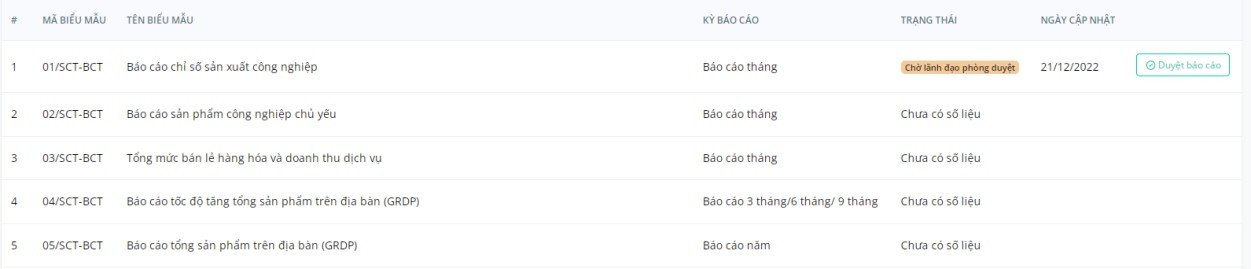 # MÃ BIỂU MẪU TÊN BIỂU MẪU KỲ BÁO CÁO TRẠNG THÁI NGÀY CẬP NHẬT
1 01/SCT-BCT Báo cáo chỉ số sản xuất công nghiệp Báo cáo tháng Chờ lãnh đạo phòng duyệt 21/12/2022 Duyệt báo cáo
2 02/SCT-BCT Báo cáo sản phẩm công nghiệp chủ yếu Báo cáo tháng Chưa có số liệu
3 03/SCT-BCT Tổng mức bán lẻ hàng hóa và doanh thu dịch vụ Báo cáo tháng Chưa có số liệu
4 04/SCT-BCT Báo cáo tốc độ tăng tổng sản phẩm trên địa bàn (GRDP) Báo cáo 3 tháng/6 tháng/ 9 tháng Chưa có số liệu
5 05/SCT-BCT Báo cáo tổng sản phẩm trên địa bàn (GRDP) Báo cáo năm Chưa có số liệu